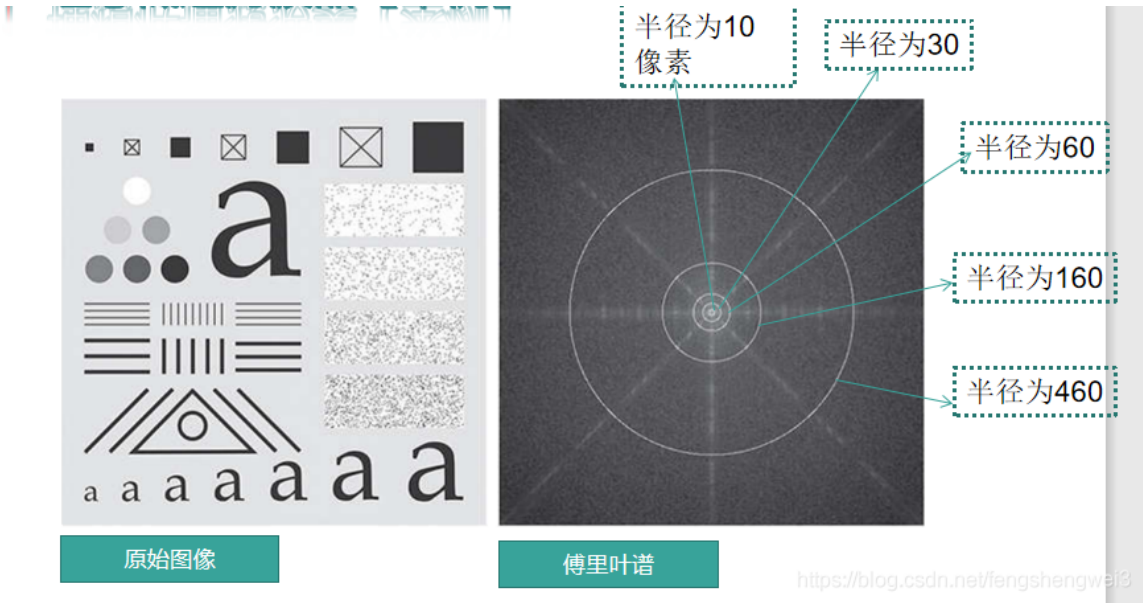 半径为10
像素
半径为30
半径为60
半径为160
半径为460
a
a a a a a a a
原始图像
傅里叶谱
https://blog.csdn.net/fengshengwei3